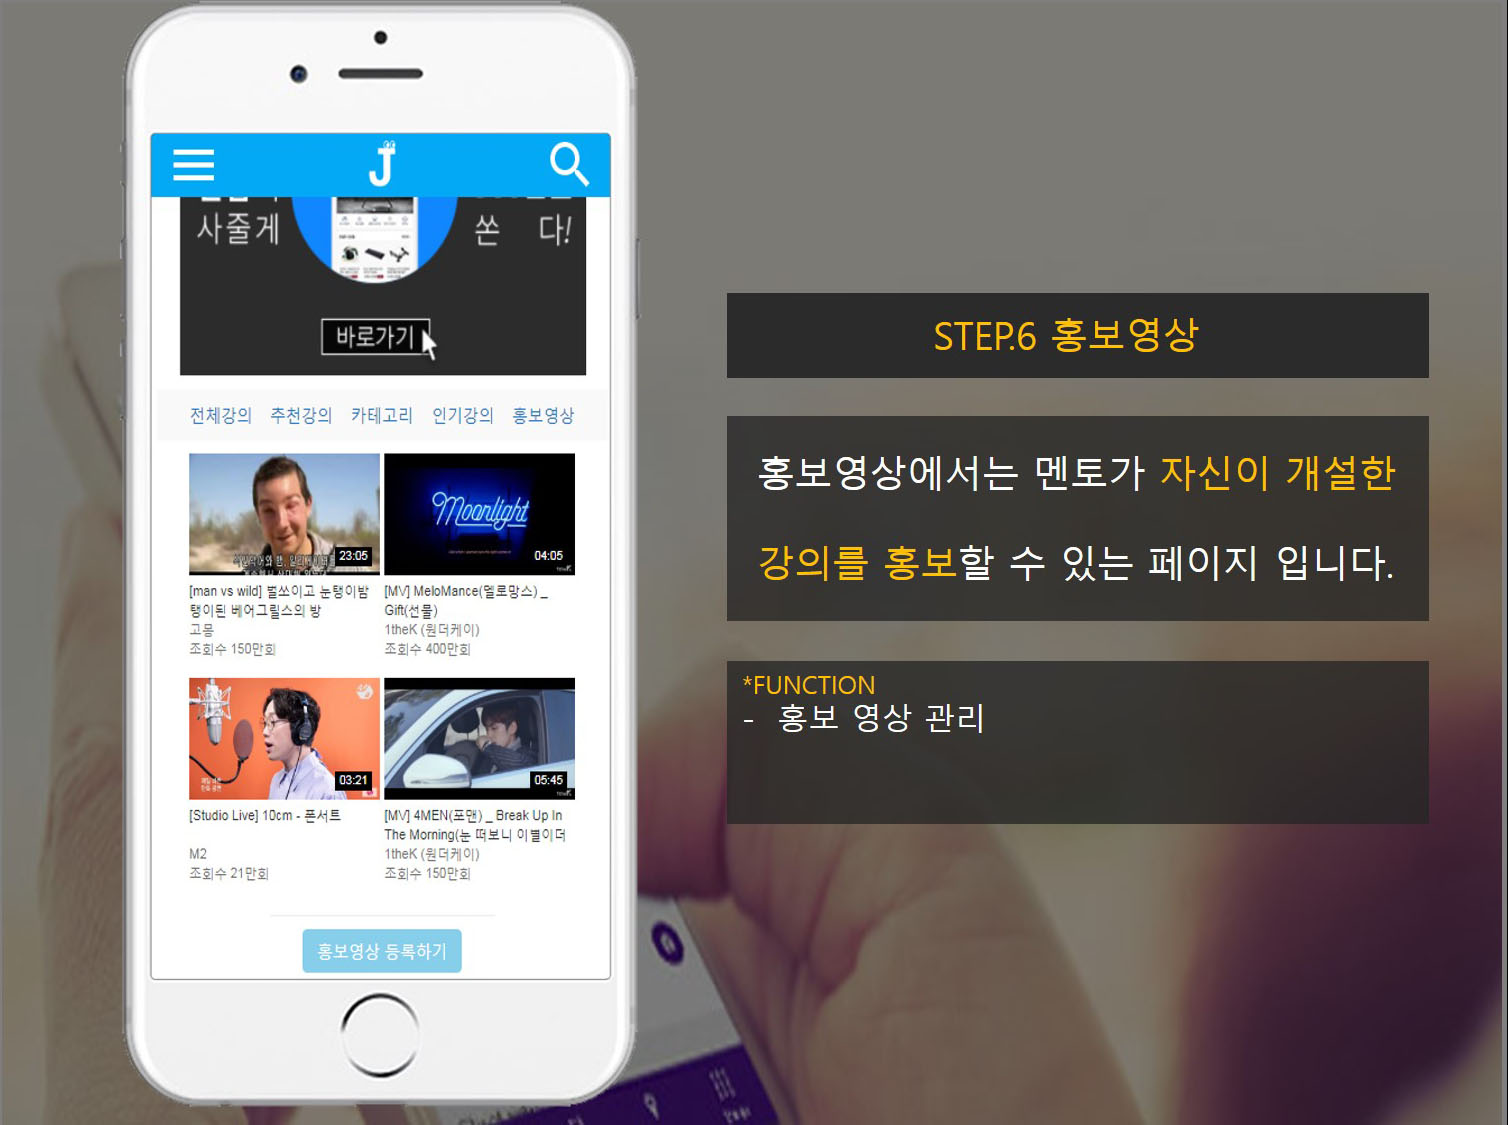 J
사줄게
쏜 다!
바로가기
전체강의 추천강의 카테고리 인기강의 홍보영상
23:05
Moonlight
04:05
[man vs wild] 벌쏘이고 눈탱이밤
탱이된 베어그릴스의 방
고몽
조회수 150만회
[MV] MeloMance(멜로망스) _
Gift(선물)
1theK (원더케이)
조회수 400만회
03:21
05:45
[Studio Live] 10cm - 폰서트
M2
조회수 21만회
[MV] 4MEN(포맨) _ Break Up In
The Morning(눈 떠보니 이별이더
1theK (원더케이)
조회수 150만회
홍보영상 등록하기
STEP.6 홍보영상
홍보영상에서는 멘토가 자신이 개설한
강의를 홍보할 수 있는 페이지 입니다.
*FUNCTION
- 홍보 영상 관리